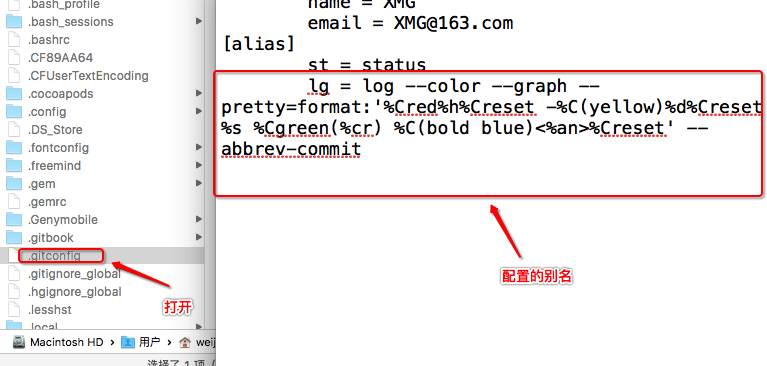 .bash_profile
.bash_sessions
.bashrc
.CF89AA64
.CFUserTextEncoding
.cocoapods
.config
.DS_Store
.fontconfig
.freemind
.gem
.gemrc
.Genymobile
.gitbook
.gitconfig
.gitignore_global
.hgignore_global
.lesshst
.local
打开
Macintosh HD
用户
weij
name = XMG
email = XMG@163.com
[alias]
st = status
lg = log --color --graph --
pretty=format:'%Cred%h%Creset -%C(yellow)%d%Creset
%s %Cgreen(%cr) %C(bold blue)<%an>%Creset' --
abbrev-commit
配置的别名
选择了 1 项